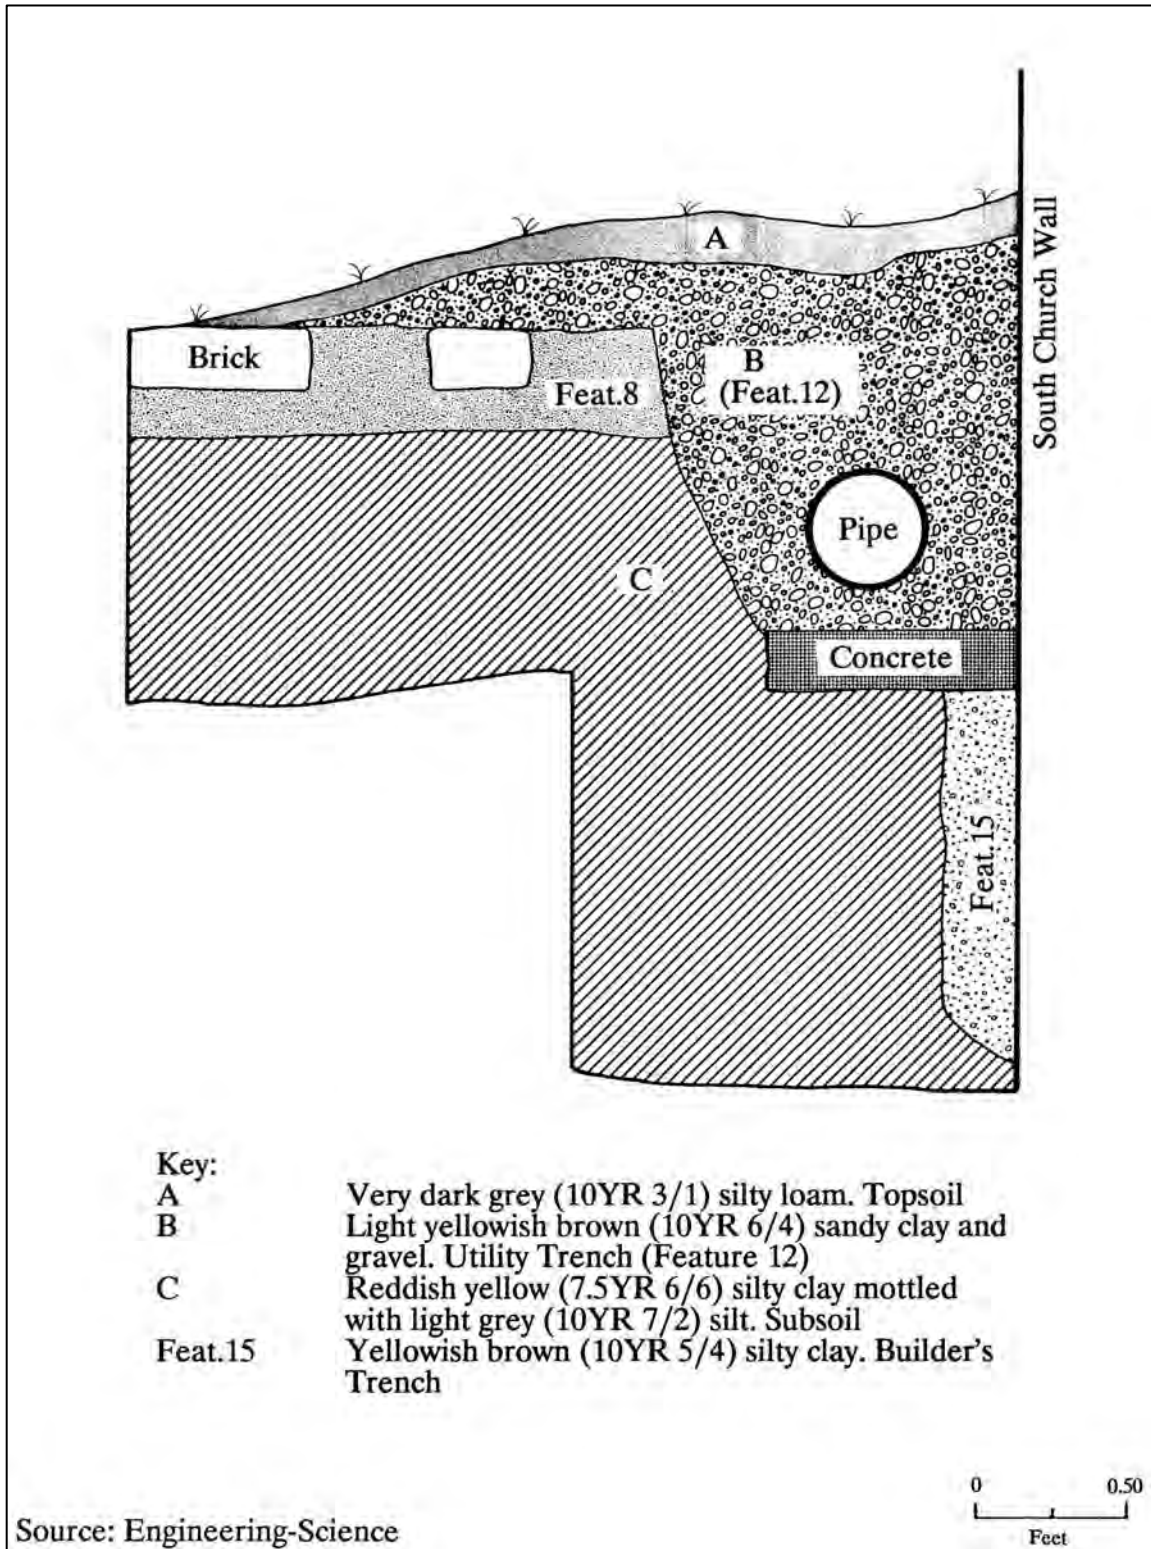 South Church Wall
A
Brick
Feat.8
B
(Feat.12)
Pipe
C
Concrete
Feat.15
Key:
A Very dark grey (10YR 3/1) silty loam. Topsoil
B Light yellowish brown (10YR 6/4) sandy clay and
gravel. Utility Trench (Feature 12)
C Reddish yellow (7.5YR 6/6) silty clay mottled
with light grey (10YR 7/2) silt. Subsoil
Feat.15 Yellowish brown (10YR 5/4) silty clay. Builder's
Trench
0 0.50
Feet
Source: Engineering-Science